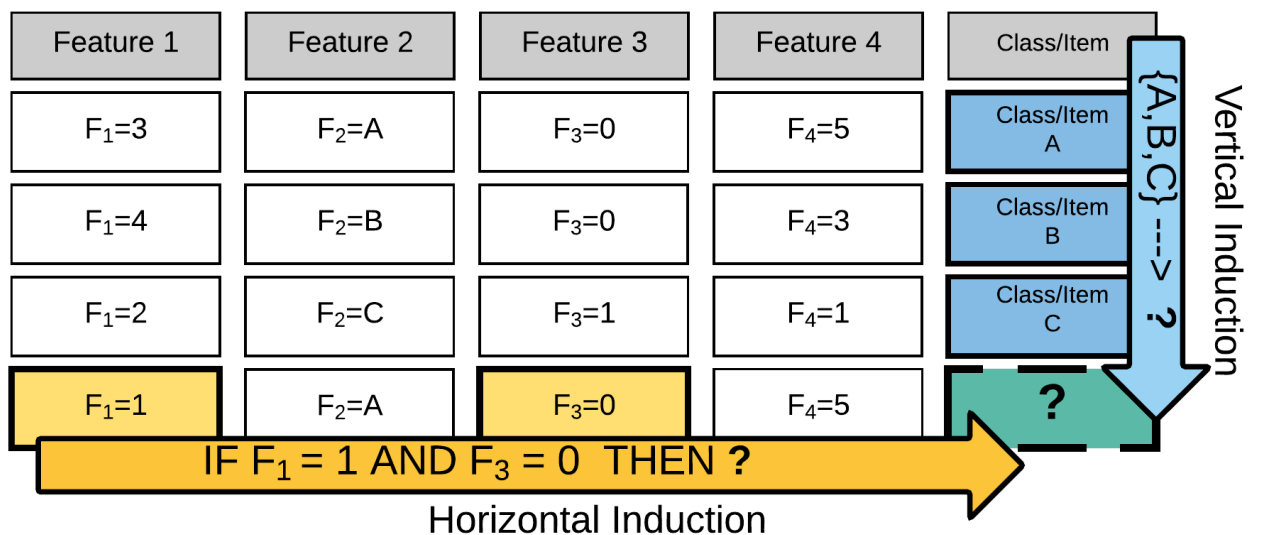 Feature 1 Feature 2 Feature 3 Feature 4 Class/Item
F₁=3 F₂=A F₃=0 F₄=5 Class/Item
A
F₁=4 F₂=B F₃=0 F₄=3 Class/Item
B
F₁=2 F₂=C F₃=1 F₄=1 Class/Item
C
F₁=1 F₂=A F₃=0 F₄=5 ?
{A,B,C} ---> ?
Vertical Induction
IF F₁ = 1 AND F₃ = 0 THEN ?
Horizontal Induction